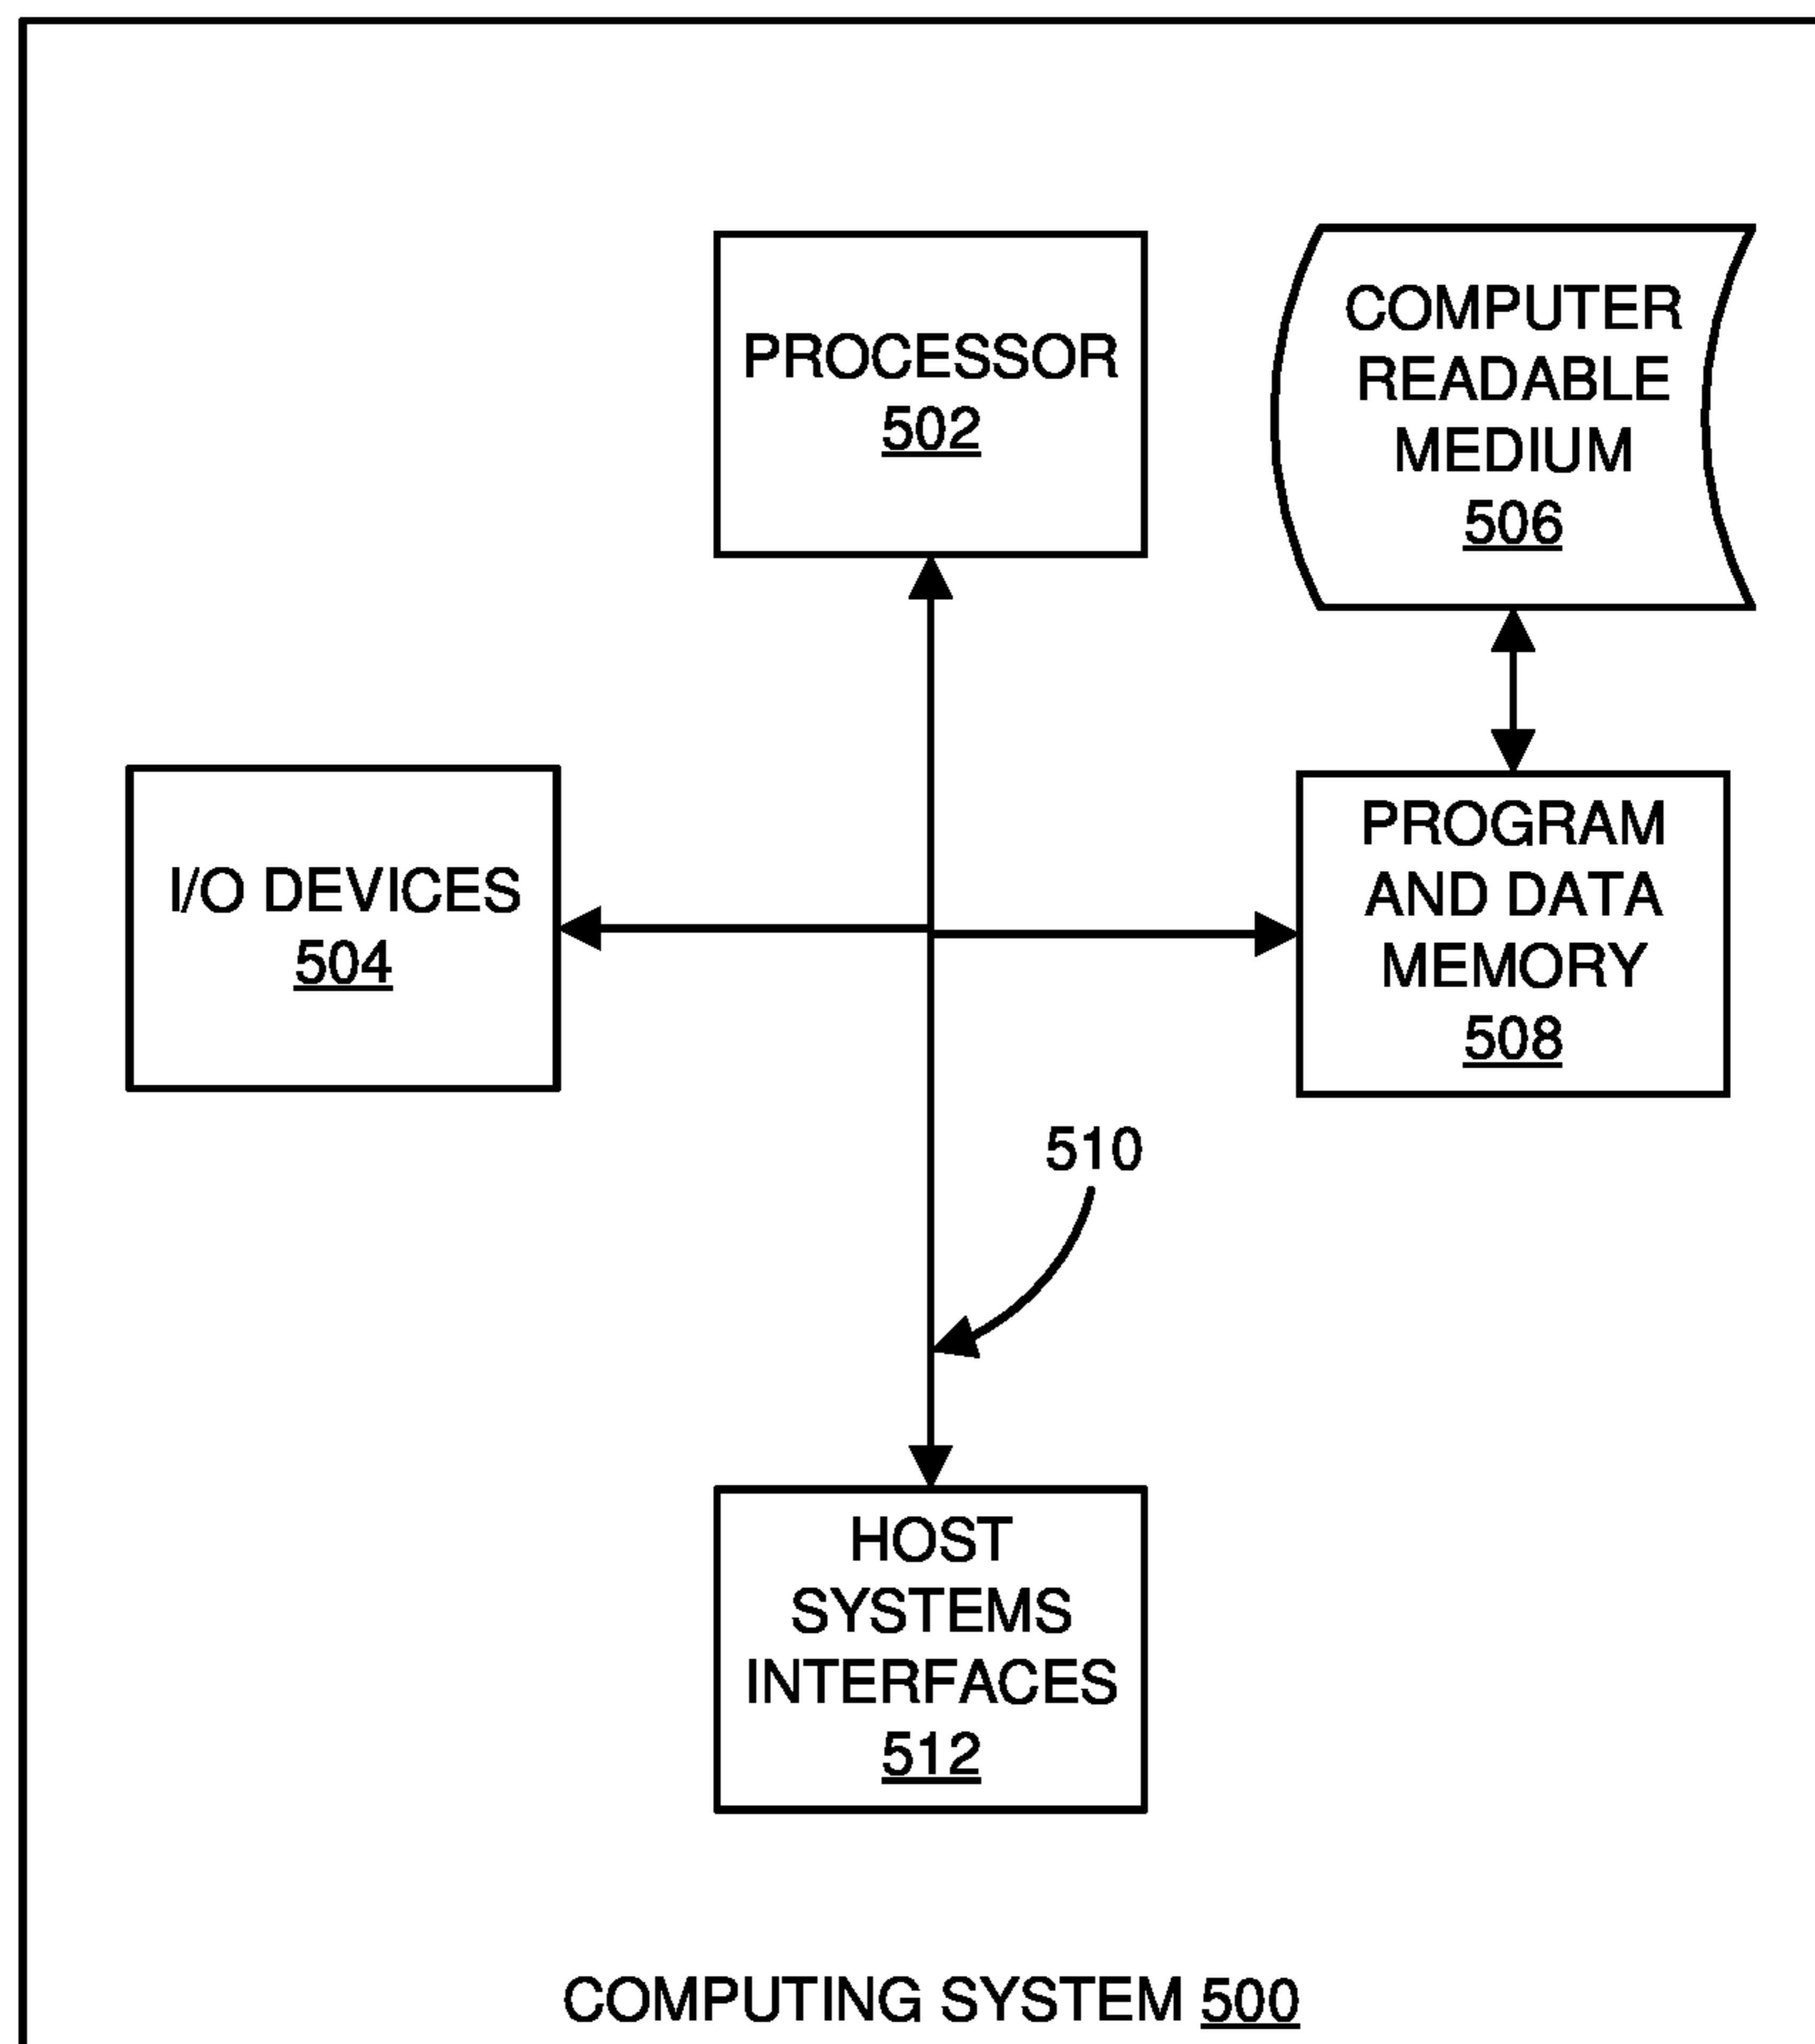 PROCESSOR
502
COMPUTER
READABLE
MEDIUM
506
I/O DEVICES
504
PROGRAM
AND DATA
MEMORY
508
510
HOST
SYSTEMS
INTERFACES
512
COMPUTING SYSTEM 500